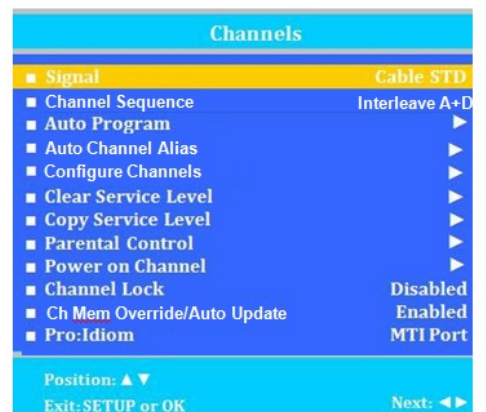 Channels
Signal Cable STD
Channel Sequence Interleave A+D
Auto Program ▶
Auto Channel Alias ▶
Configure Channels ▶
Clear Service Level ▶
Copy Service Level ▶
Parental Control ▶
Power on Channel ▶
Channel Lock Disabled
Ch Mem Override/Auto Update Enabled
Pro:Idiom MTI Port
Position: ▲ ▼
Exit: SETUP or OK Next: ◀ ▶